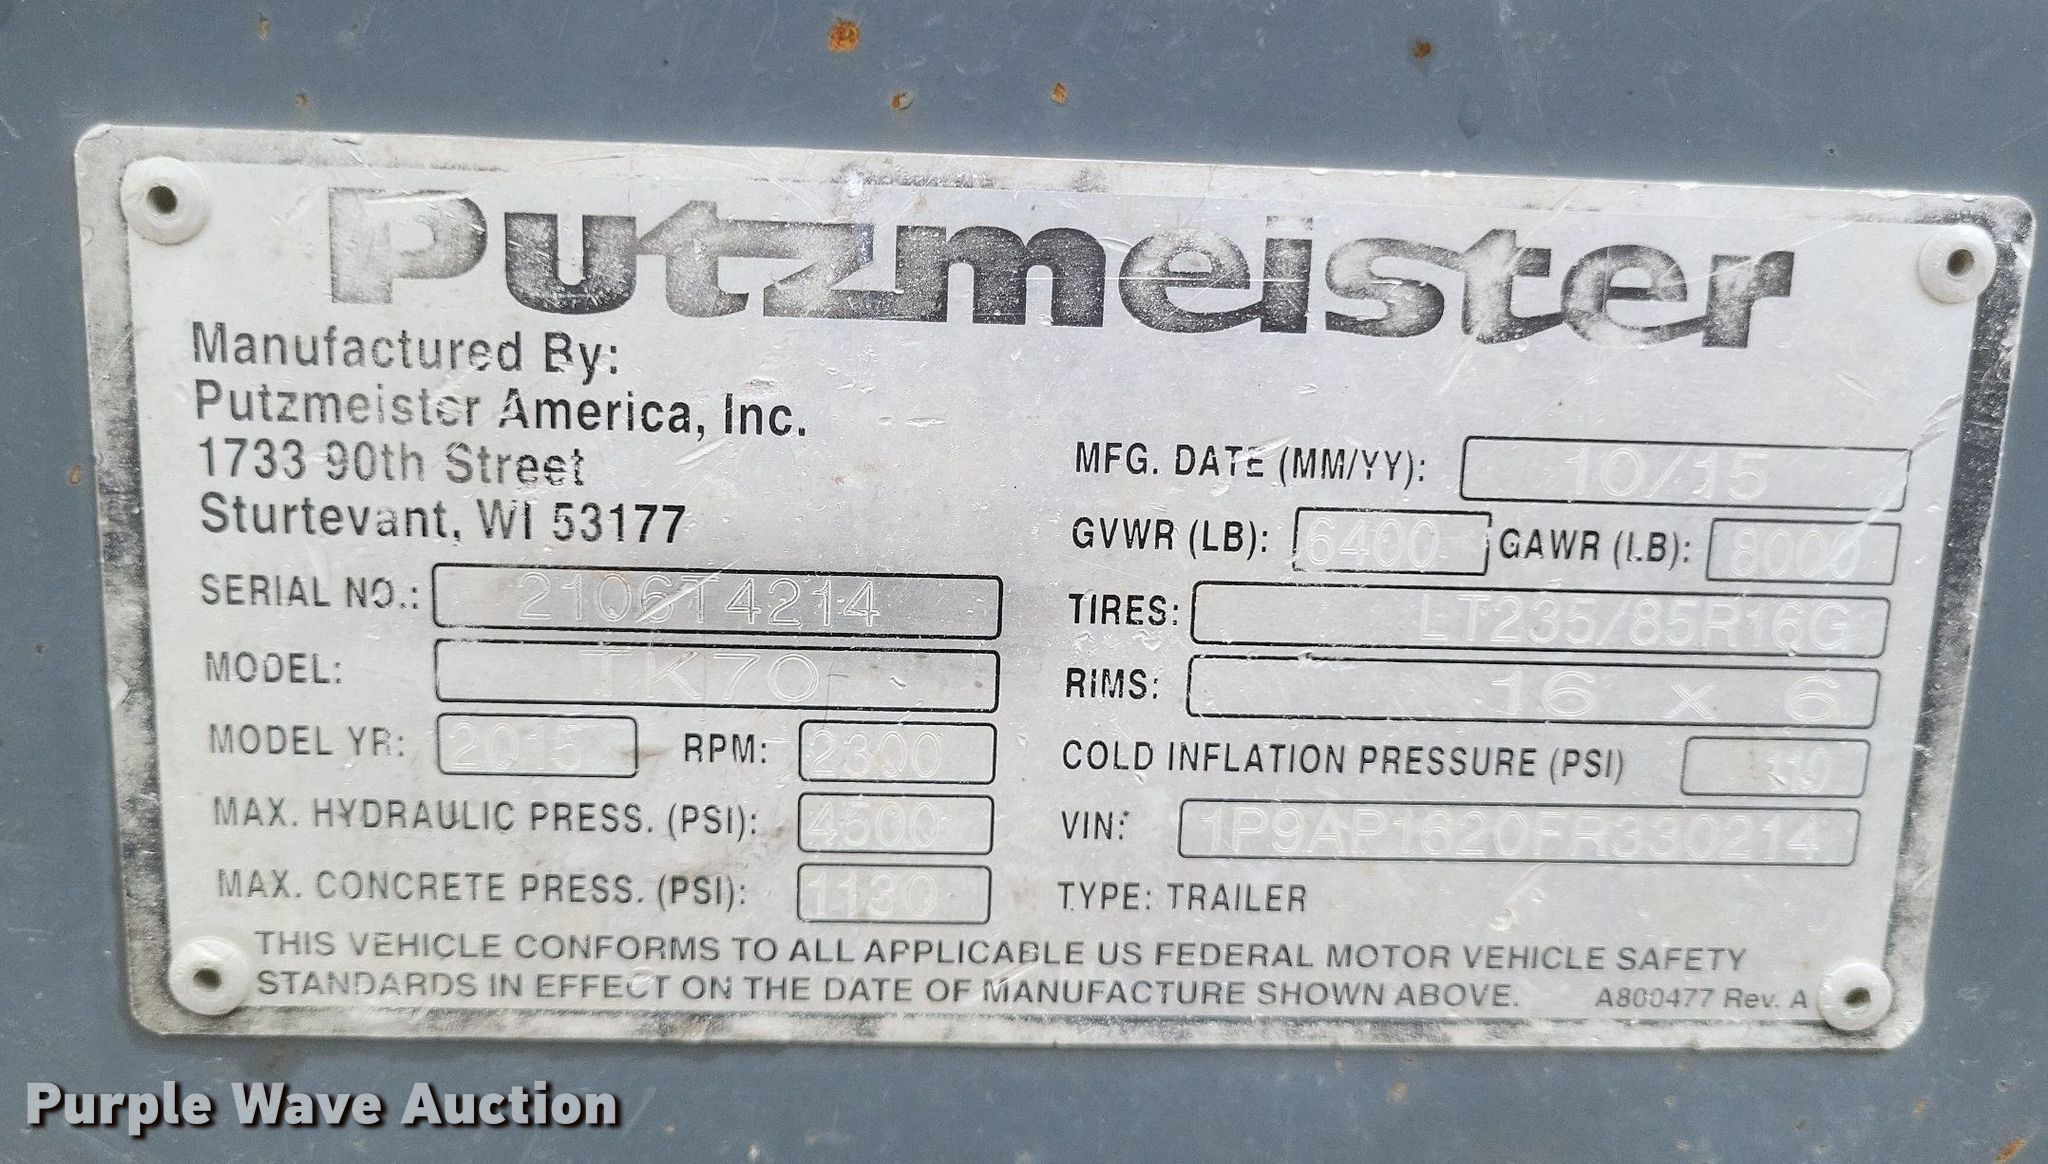 Putzmeister
Manufactured By:
Putzmeister America, Inc.
1733 90th Street
Sturtevant, WI 53177
SERIAL NO.: 2106T4214
MODEL: TK70
MODEL YR: 2015 RPM: 2300
MAX. HYDRAULIC PRESS. (PSI): 4500
MAX. CONCRETE PRESS. (PSI): 1130
MFG. DATE (MM/YY): 10/15
GVWR (LB): 6400 GAWR (LB): 8000
TIRES: LT235/85R16G
RIMS: 16 x 6
COLD INFLATION PRESSURE (PSI)
VIN: 1P9AP1620FR330214
TYPE: TRAILER
THIS VEHICLE CONFORMS TO ALL APPLICABLE US FEDERAL MOTOR VEHICLE SAFETY
STANDARDS IN EFFECT ON THE DATE OF MANUFACTURE SHOWN ABOVE. A800477 Rev. A
Purple Wave Auction